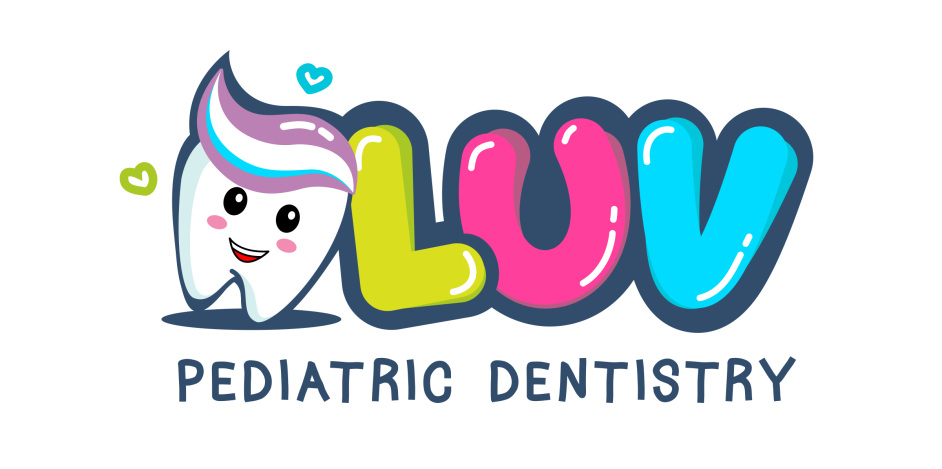 LUV
PEDIATRIC DENTISTRY